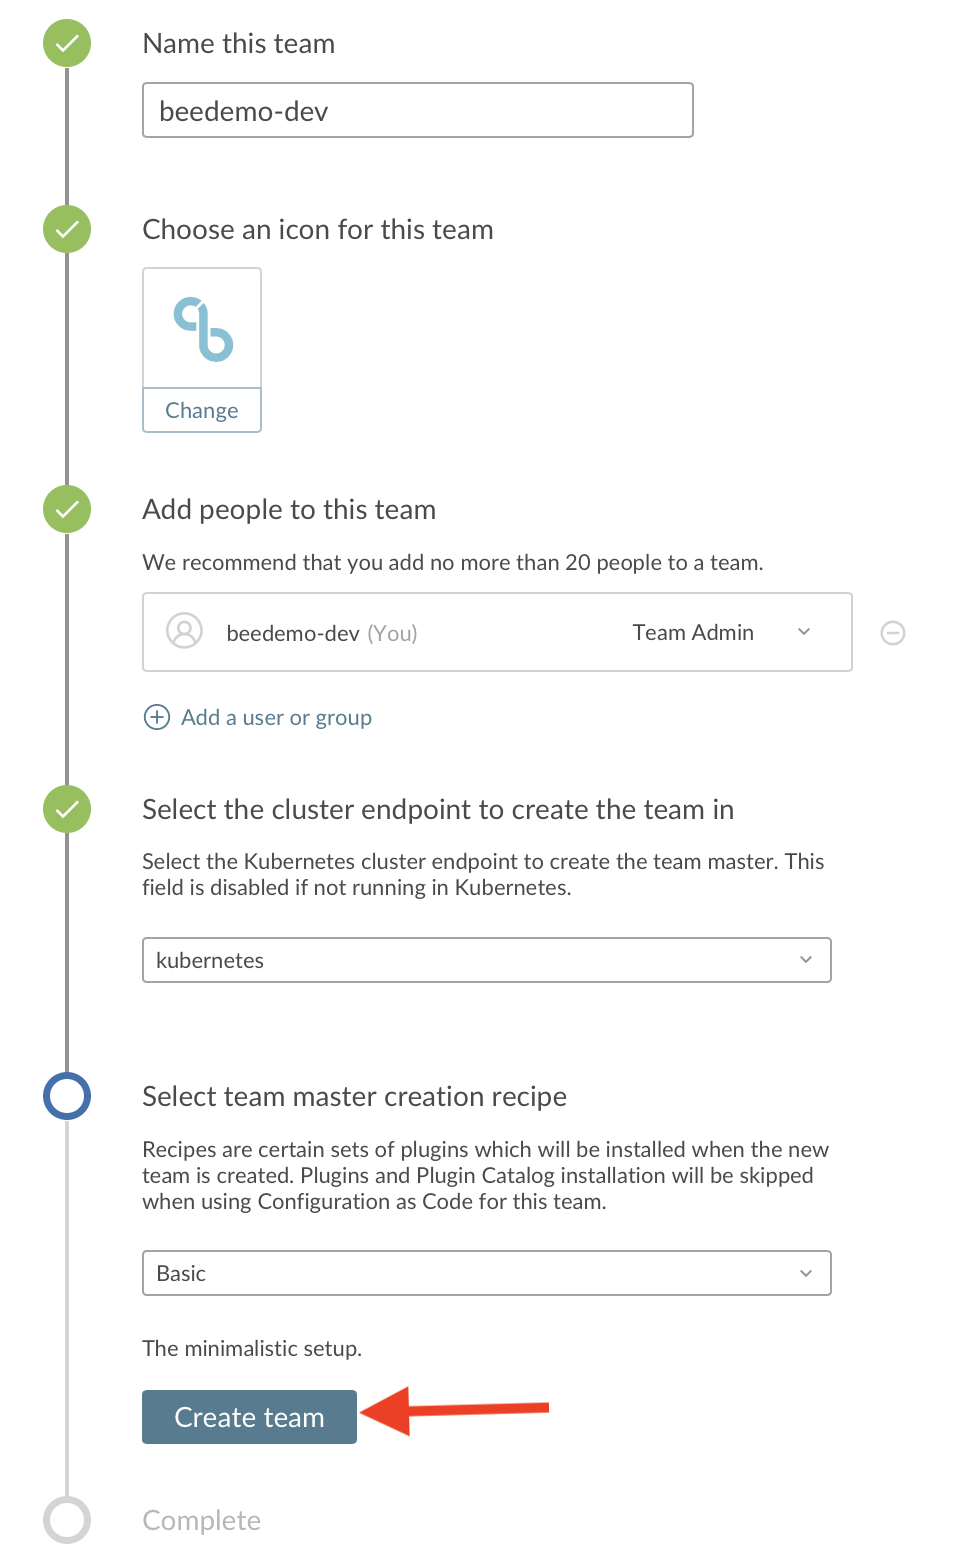 Name this team
beedemo-dev
Choose an icon for this team
Change
Add people to this team
We recommend that you add no more than 20 people to a team.
beedemo-dev (You) Team Admin
Add a user or group
Select the cluster endpoint to create the team in
Select the Kubernetes cluster endpoint to create the team master. This
field is disabled if not running in Kubernetes.
kubernetes
Select team master creation recipe
Recipes are certain sets of plugins which will be installed when the new
team is created. Plugins and Plugin Catalog installation will be skipped
when using Configuration as Code for this team.
Basic
The minimalistic setup.
Create team
Complete